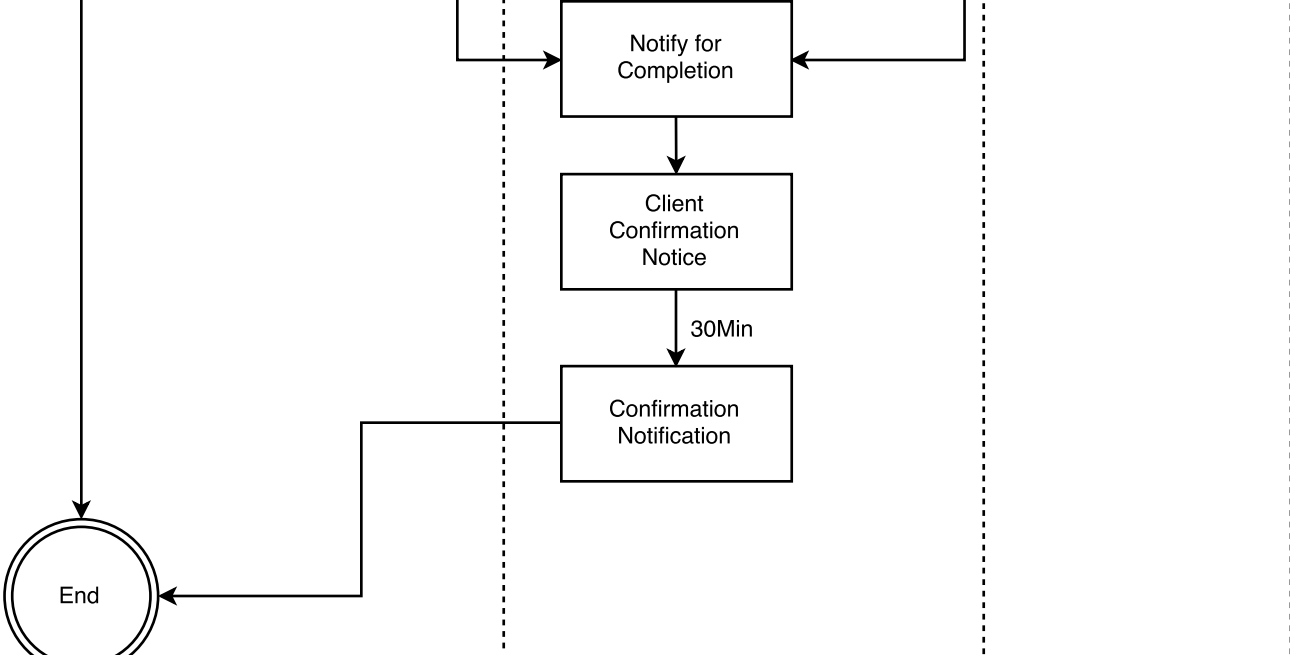 Notify for
Completion
Client
Confirmation
Notice
30Min
Confirmation
Notification
End